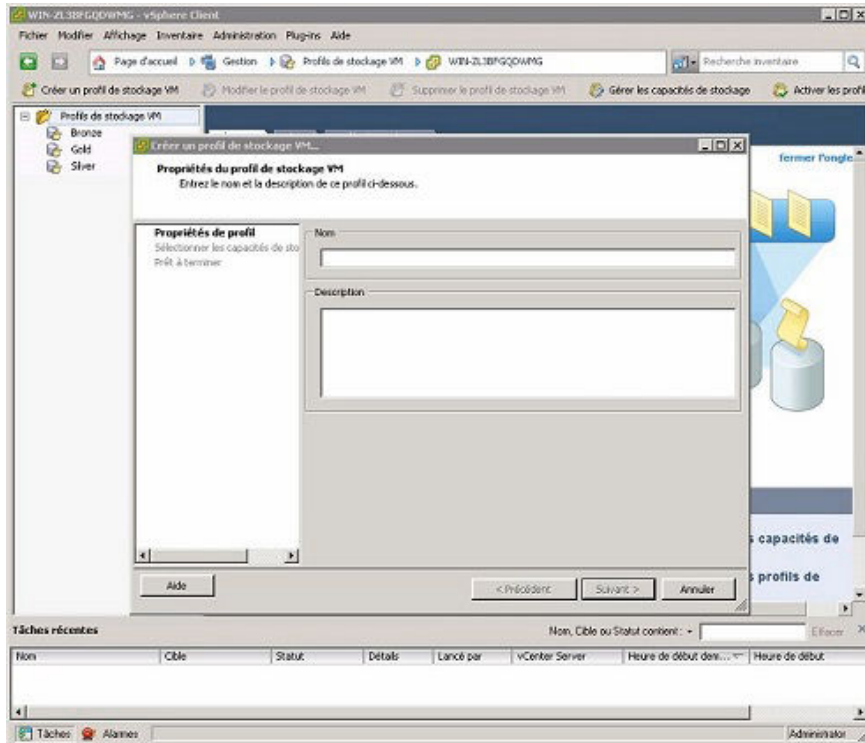 WIN-ZL38FGQDWMG - vSphere Client
Fichier Modifier Affichage Inventaire Administration Plug-ins Aide
Page d'accueil Gestion Profils de stockage VM WIN-ZL38FGQDWMG Recherche inventaire
Créer un profil de stockage VM Modifier le profil de stockage VM Supprimer le profil de stockage VM Gérer les capacités de stockage Activer les profil
Profils de stockage VM
Bronze
Gold
Silver
Créer un profil de stockage VM...
Propriétés du profil de stockage VM
Entrez le nom et la description de ce profil ci-dessous.
fermer l'ongle
Propriétés de profil
Sélectionner les capacités de sto
Prêt à terminer
Nom
Description
s capacités de
s profils de
Aide < Précédent Suivant > Annuler
Tâches récentes Nom, Cible ou Statut contient : Effacer
Nom Cible Statut Détails Lancé par vCenter Server Heure de début dem... Heure de début
Tâches Alarmes Administrator